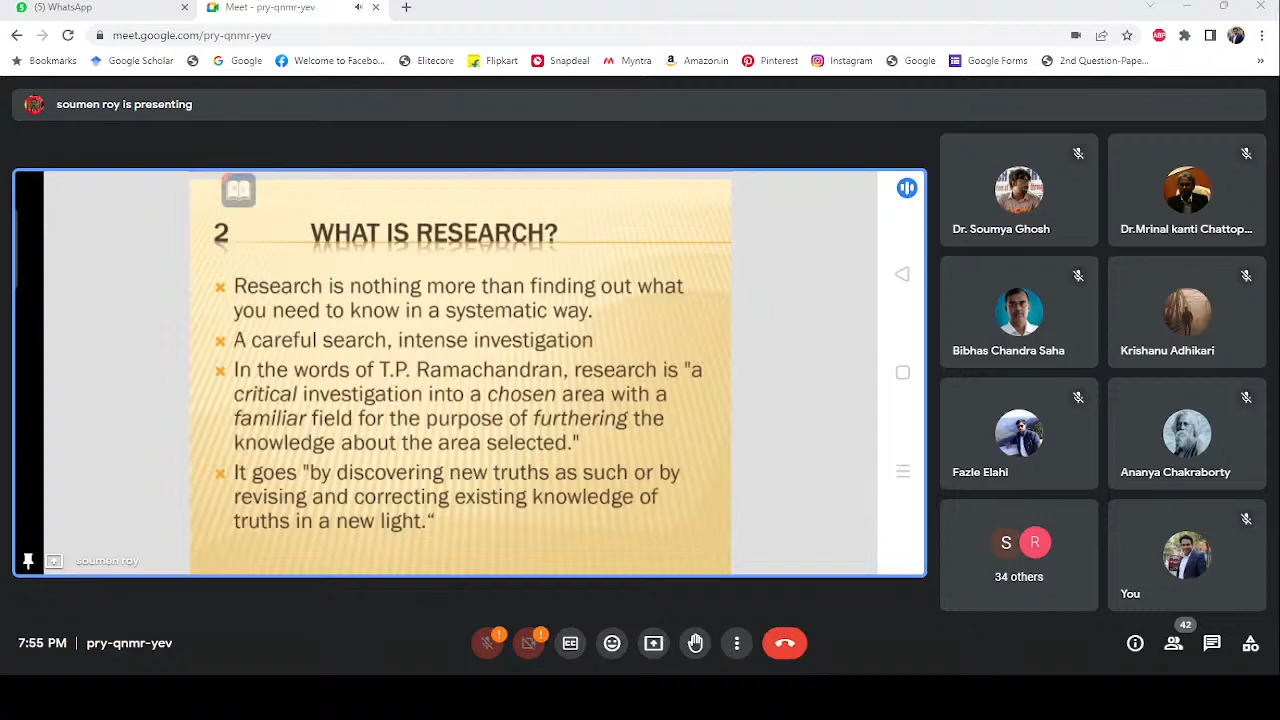 (5) WhatsApp
Meet - pry-qnmr-yev
meet.google.com/pry-qnmr-yev
ABP
Bookmarks
Google Scholar
Google
Welcome to Facebo...
Elitecore
Flipkart
Snapdeal
Myntra
Amazon.in
Pinterest
Instagram
Google
Google Forms
2nd Question-Pape...
»
soumen roy is presenting
2 WHAT IS RESEARCH?
Research is nothing more than finding out what
you need to know in a systematic way.
A careful search, intense investigation
In the words of T.P. Ramachandran, research is "a
critical investigation into a chosen area with a
familiar field for the purpose of furthering the
knowledge about the area selected."
It goes "by discovering new truths as such or by
revising and correcting existing knowledge of
truths in a new light.“
soumen roy
Dr. Soumya Ghosh
Dr.Mrinal kanti Chattop...
Bibhas Chandra Saha
Krishanu Adhikari
Fazle Elahi
Ananya Chakraborty
S R
34 others
You
7:55 PM | pry-qnmr-yev
42